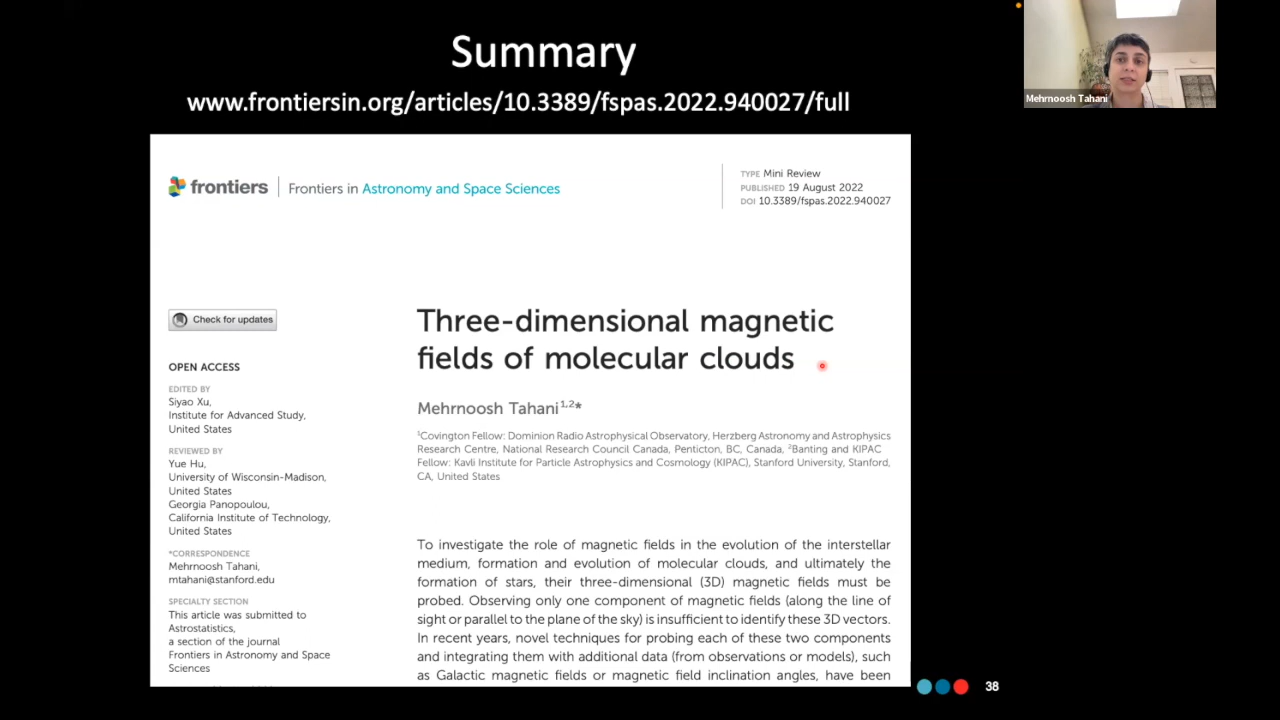 Summary
www.frontiersin.org/articles/10.3389/fspas.2022.940027/full
Mehrnoosh Tahani
frontiers | Frontiers in Astronomy and Space Sciences
TYPE Mini Review
PUBLISHED 19 August 2022
DOI 10.3389/fspas.2022.940027
Check for updates
OPEN ACCESS
EDITED BY
Siyao Xu,
Institute for Advanced Study,
United States
REVIEWED BY
Yue Hu,
University of Wisconsin-Madison,
United States
Georgia Panopoulou,
California Institute of Technology,
United States
*CORRESPONDENCE
Mehrnoosh Tahani,
mtahani@stanford.edu
SPECIALTY SECTION
This article was submitted to
Astrostatistics,
a section of the journal
Frontiers in Astronomy and Space
Sciences
Three-dimensional magnetic
fields of molecular clouds
Mehrnoosh Tahani1,2*
1Covington Fellow: Dominion Radio Astrophysical Observatory, Herzberg Astronomy and Astrophysics
Research Centre, National Research Council Canada, Penticton, BC, Canada, 2Banting and KIPAC
Fellow: Kavli Institute for Particle Astrophysics and Cosmology (KIPAC), Stanford University, Stanford,
CA, United States
To investigate the role of magnetic fields in the evolution of the interstellar
medium, formation and evolution of molecular clouds, and ultimately the
formation of stars, their three-dimensional (3D) magnetic fields must be
probed. Observing only one component of magnetic fields (along the line of
sight or parallel to the plane of the sky) is insufficient to identify these 3D vectors.
In recent years, novel techniques for probing each of these two components
and integrating them with additional data (from observations or models), such
as Galactic magnetic fields or magnetic field inclination angles, have been
38